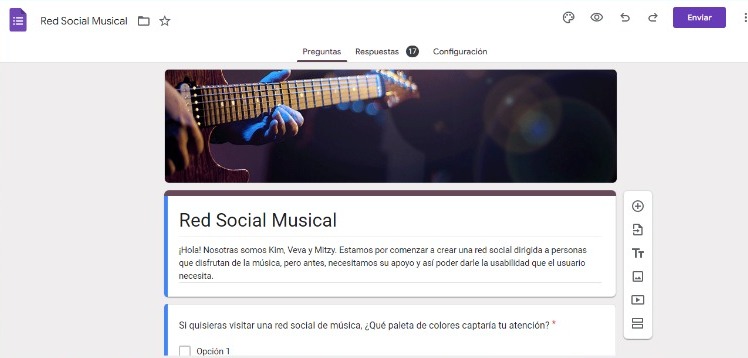 Red Social Musical
Enviar
Preguntas Respuestas 17 Configuración
Red Social Musical
¡Hola! Nosotras somos Kim, Veva y Mitzy. Estamos por comenzar a crear una red social dirigida a personas
que disfrutan de la música, pero antes, necesitamos su apoyo y así poder darle la usabilidad que el usuario
necesita.
Tт
Si quisieras visitar una red social de música, ¿Qué paleta de colores captaría tu atención? *
Opción 1